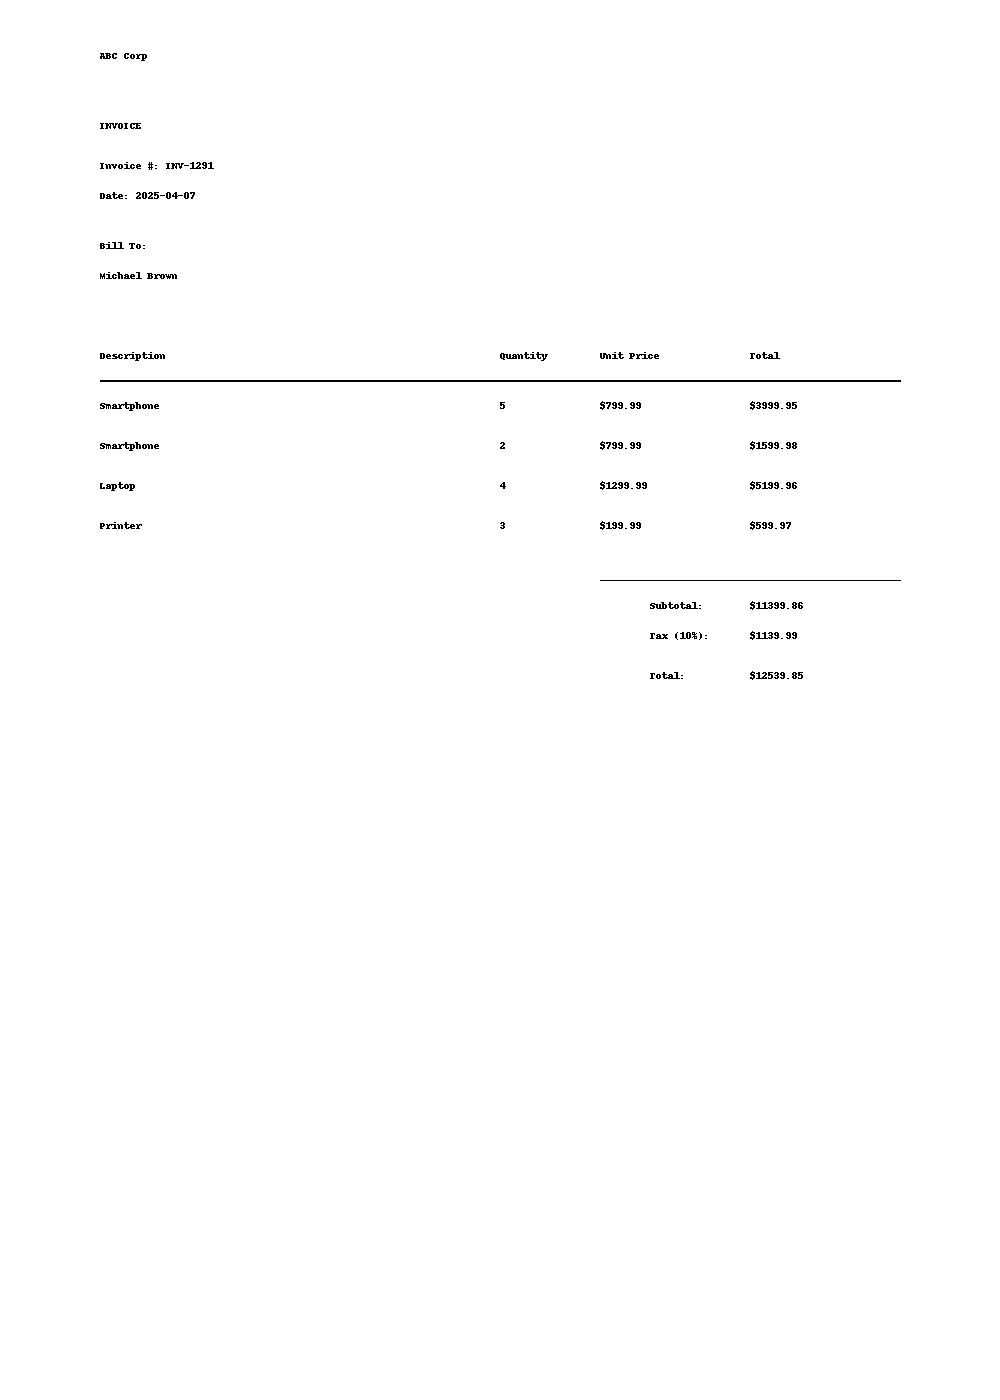 ABC Corp
INVOICE
Invoice #: INV-1291
Date: 2025-04-07
Bill To:
Michael Brown
Description Quantity Unit Price Total
Smartphone 5 $799.99 $3999.95
Smartphone 2 $799.99 $1599.98
Laptop 4 $1299.99 $5199.96
Printer 3 $199.99 $599.97
Subtotal: $11399.86
Tax (10%): $1139.99
Total: $12539.85